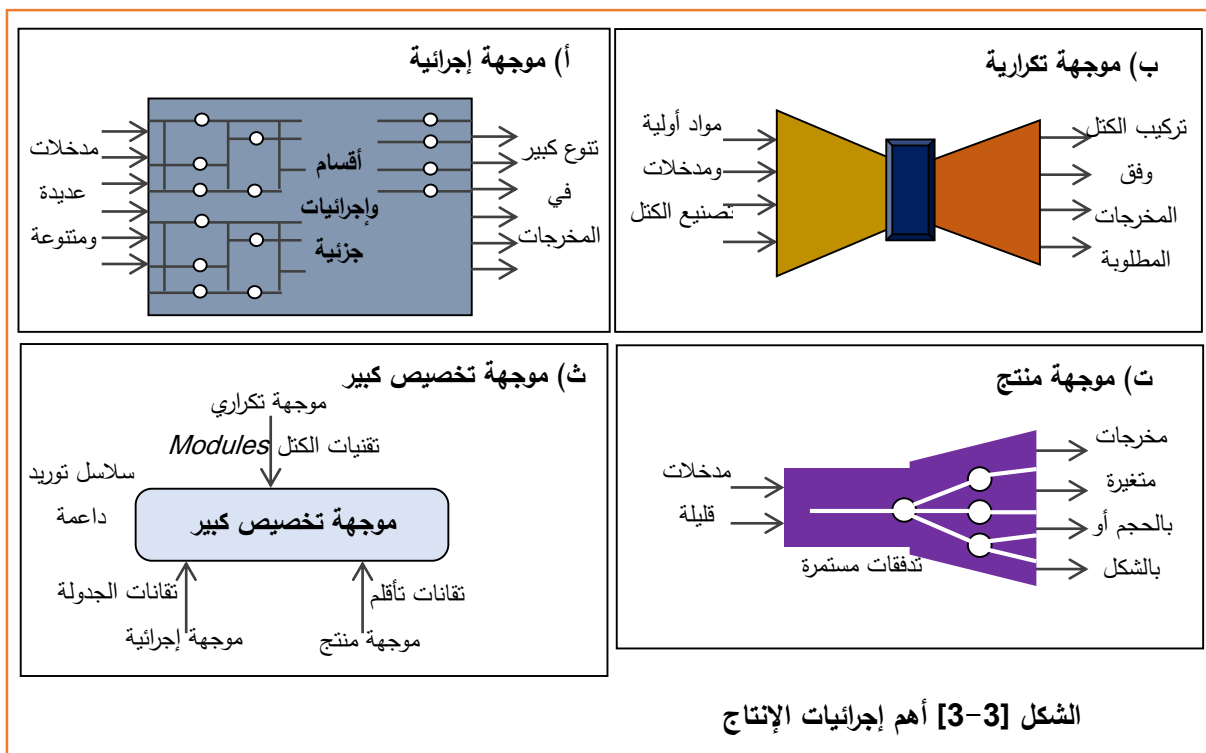 أ) موجهة إجرائية
مدخلات
عديدة
ومتنوعة
أقسام
وإجرائيات
جزئية
تنوع كبير
في
المخرجات
ب) موجهة تكرارية
مواد أولية
ومدخلات
تصنيع الكتل
تركيب الكتل
وفق
المخرجات
المطلوبة
ت) موجهة منتج
مدخلات
قليلة
تدفقات مستمرة
مخرجات
متغيرة
بالحجم أو
بالشكل
ث) موجهة تخصيص كبير
موجهة تكراري
تقنيات الكتل Modules
سلاسل توريد
داعمة
موجهة تخصيص كبير
تقانات الجدولة
تقانات تأقلم
موجهة إجرائية
موجهة منتج
الشكل [3-3] أهم إجرائيات الإنتاج